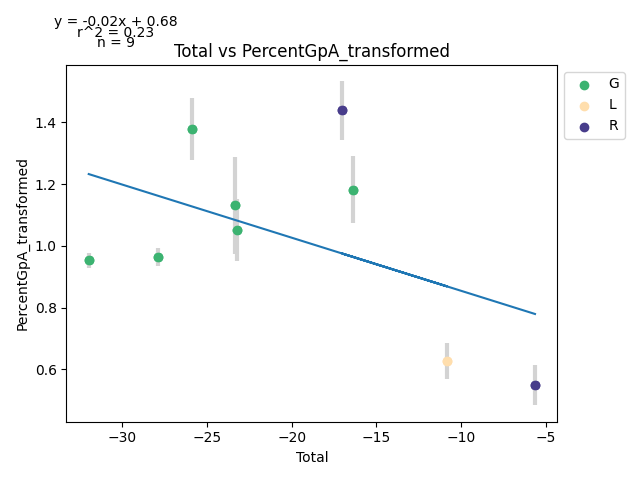 y = -0.02x + 0.68
r^2 = 0.23
n = 9
Total vs PercentGpA_transformed
PercentGpA_transformed
1.4
1.2
1.0
0.8
0.6
−30
−25
−20
−15
−10
−5
Total
G
L
R